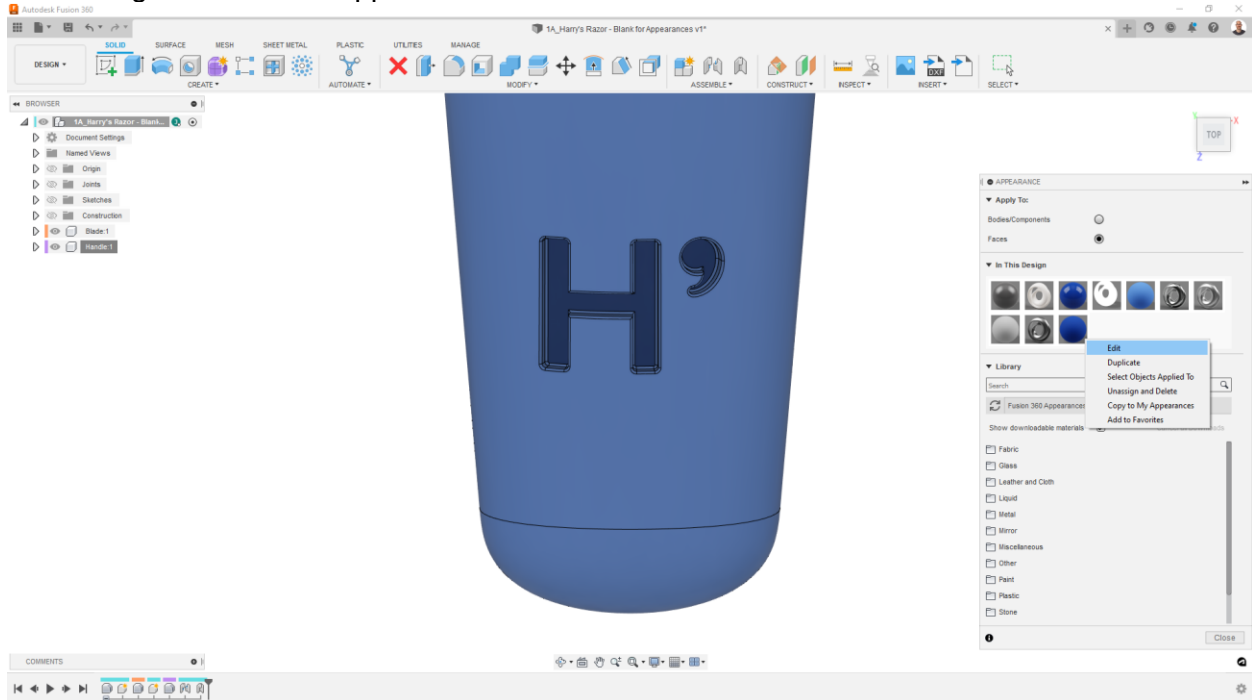 Autodesk Fusion 360
1A_Harry's Razor - Blank for Appearances v1*
SOLID SURFACE MESH SHEET METAL PLASTIC UTILITIES MANAGE
DESIGN
CREATE AUTOMATE MODIFY ASSEMBLE CONSTRUCT INSPECT INSERT SELECT
DXF
BROWSER
1A_Harry's Razor - Blank...
Document Settings
Named Views
Origin
Joints
Sketches
Construction
Blade:1
Handle:1
H’
Y
X
TOP
Z
APPEARANCE
Apply To:
Bodies/Components
Faces
In This Design
Edit
Duplicate
Select Objects Applied To
Unassign and Delete
Copy to My Appearances
Add to Favorites
Library
Search
Fusion 360 Appearances
Show downloadable materials
Fabric
Glass
Leather and Cloth
Liquid
Metal
Mirror
Miscellaneous
Other
Paint
Plastic
Stone
Close
COMMENTS